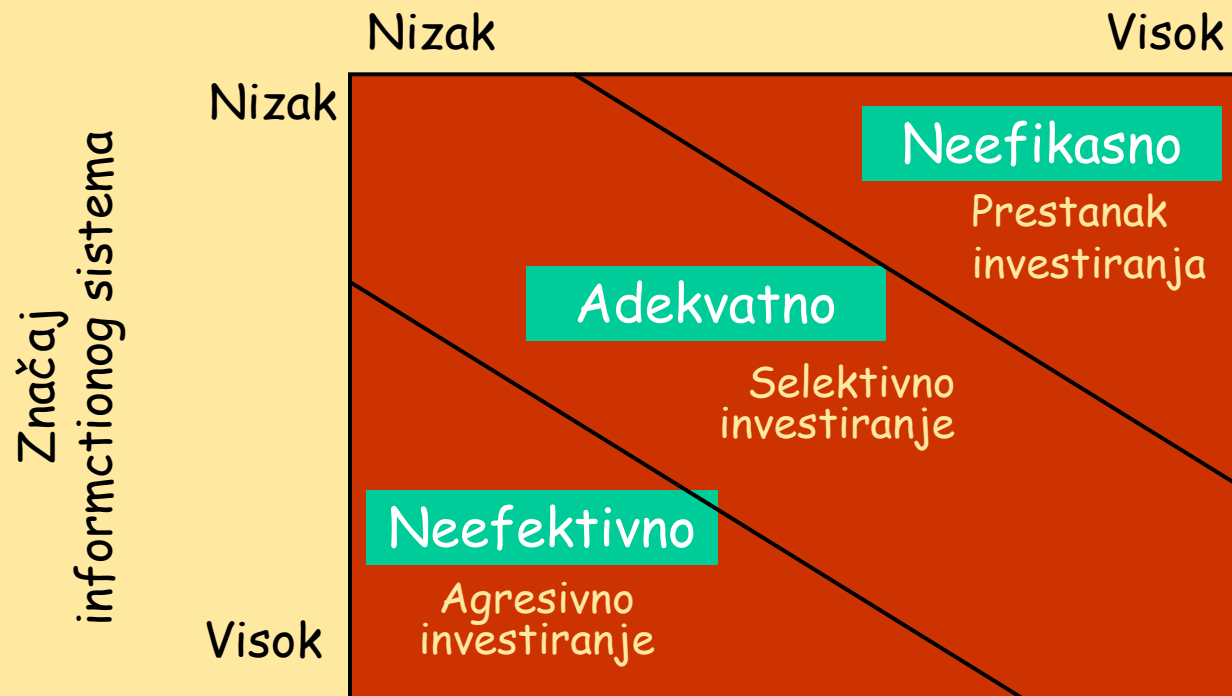 Nizak
Visok
Nizak
Značaj
informctionog sistema
Visok
Neefikasno
Prestanak
investiranja
Adekvatno
Selektivno
investiranje
Neefektivno
Agresivno
investiranje